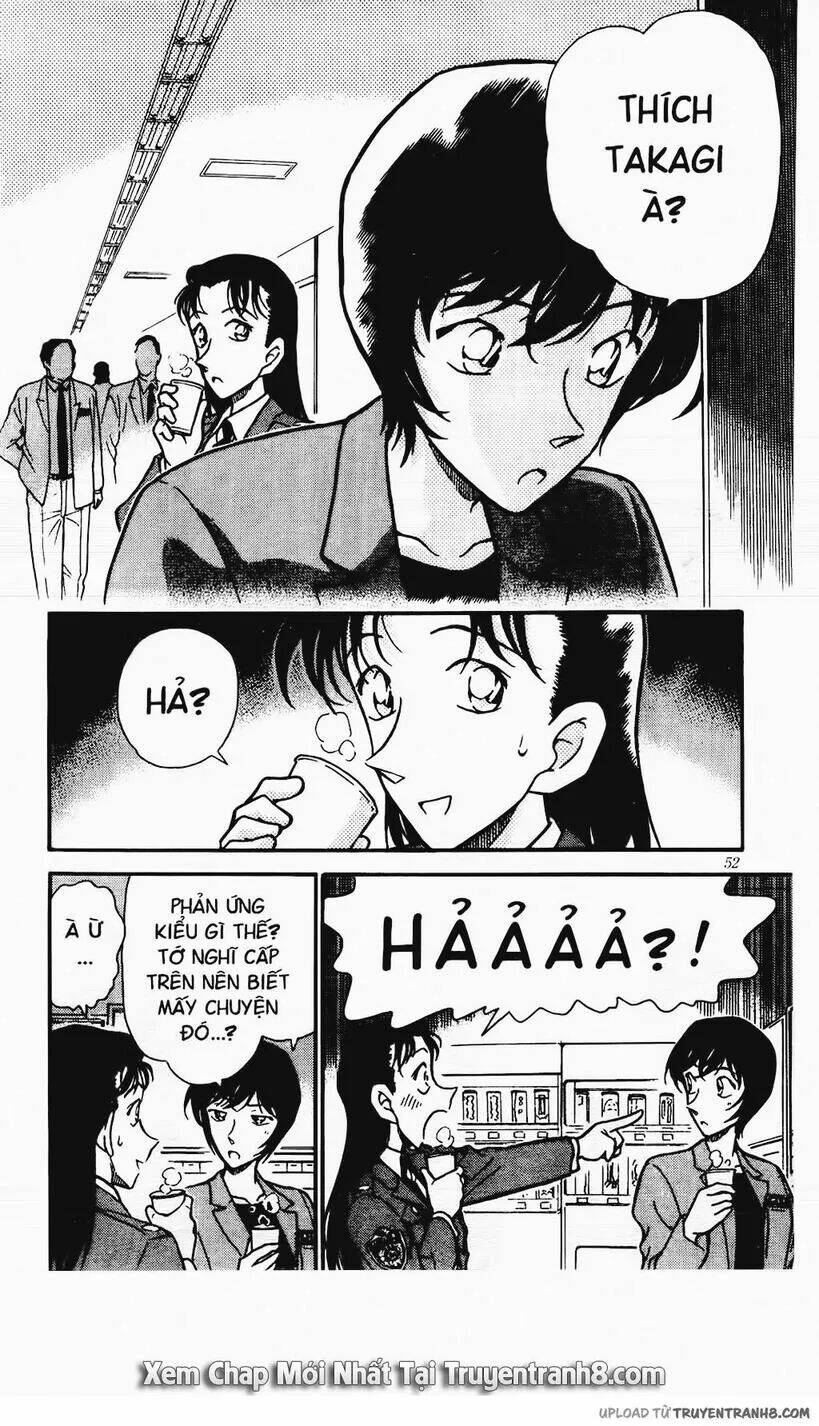 THÍCH
TAKAGI
À?
HẢ?
52
À Ừ
...
PHẢN ỨNG
KIỂU GÌ THẾ?
TỚ NGHĨ CẤP
TRÊN NÊN BIẾT
MẤY CHUYỆN
ĐÓ...?
HẢẢẢẢ?!
Xem Chap Mới Nhất Tại Truyentranh8.com
UPLOAD TỪ TRUYENTRANH8.COM